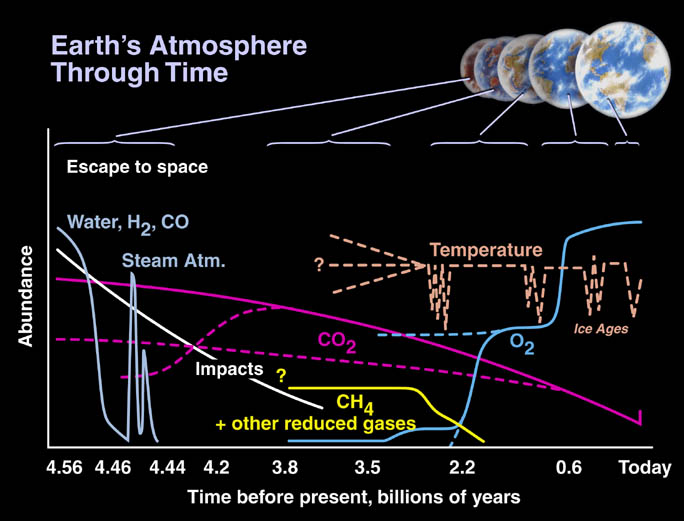 Earth's Atmosphere
Through Time
Escape to space
Water, H2, CO
Steam Atm.
Temperature
?
Ice Ages
CO2
O2
Impacts
?
CH4
+ other reduced gases
Abundance
4.56 4.46 4.44 4.2 3.8 3.5 2.2 0.6 Today
Time before present, billions of years